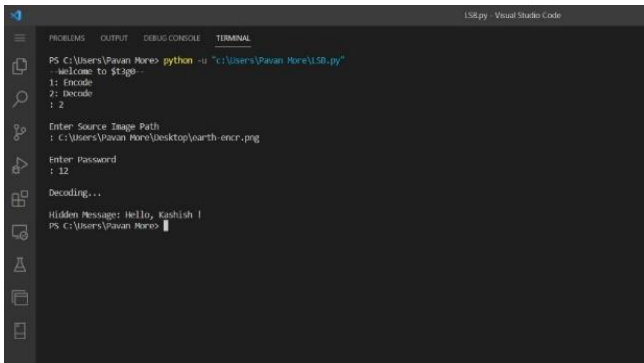 LSB.py - Visual Studio Code
PROBLEMS OUTPUT DEBUG CONSOLE TERMINAL
PS C:\Users\Pavan More> python -u "c:\Users\Pavan More\LSB.py"
--Welcome to $t3g0--
1: Encode
2: Decode
: 2
Enter Source Image Path
: C:\Users\Pavan More\Desktop\earth-encr.png
Enter Password
: 12
Decoding...
Hidden Message: Hello, Kashish !
PS C:\Users\Pavan More>